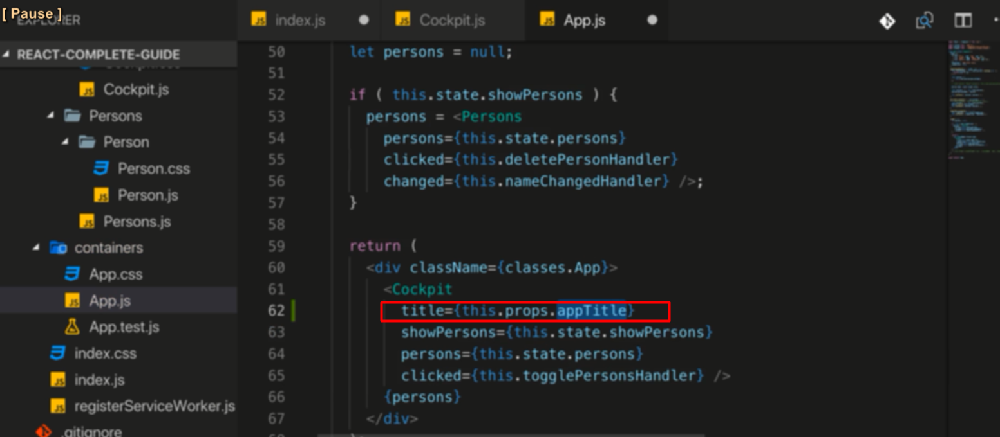 [ Pause ]
EXPLORER
index.js
Cockpit.js
App.js
REACT-COMPLETE-GUIDE
Cockpit.css
Cockpit.js
Persons
Person
Person.css
Person.js
Persons.js
containers
App.css
App.js
App.test.js
index.css
index.js
registerServiceWorker.js
.gitignore
50 let persons = null;
51
52 if ( this.state.showPersons ) {
53 persons = <Persons
54 persons={this.state.persons}
55 clicked={this.deletePersonHandler}
56 changed={this.nameChangedHandler} />;
57 }
58
59 return (
60 <div className={classes.App}>
61 <Cockpit
62 title={this.props.appTitle}
63 showPersons={this.state.showPersons}
64 persons={this.state.persons}
65 clicked={this.togglePersonsHandler} />
66 {persons}
67 </div>